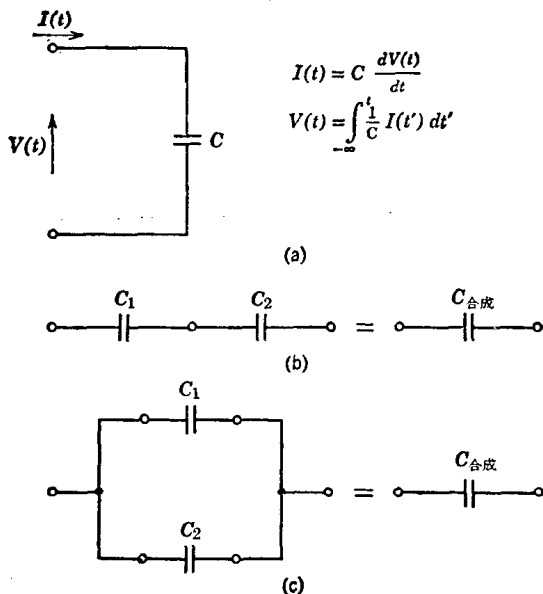 I(t)
I(t) = C dV(t)/dt
V(t) = ∫_{-∞}^{t} 1/C I(t′) dt′
V(t)
C
(a)
C₁ C₂ = C合成
(b)
C₁
= C合成
C₂
(c)